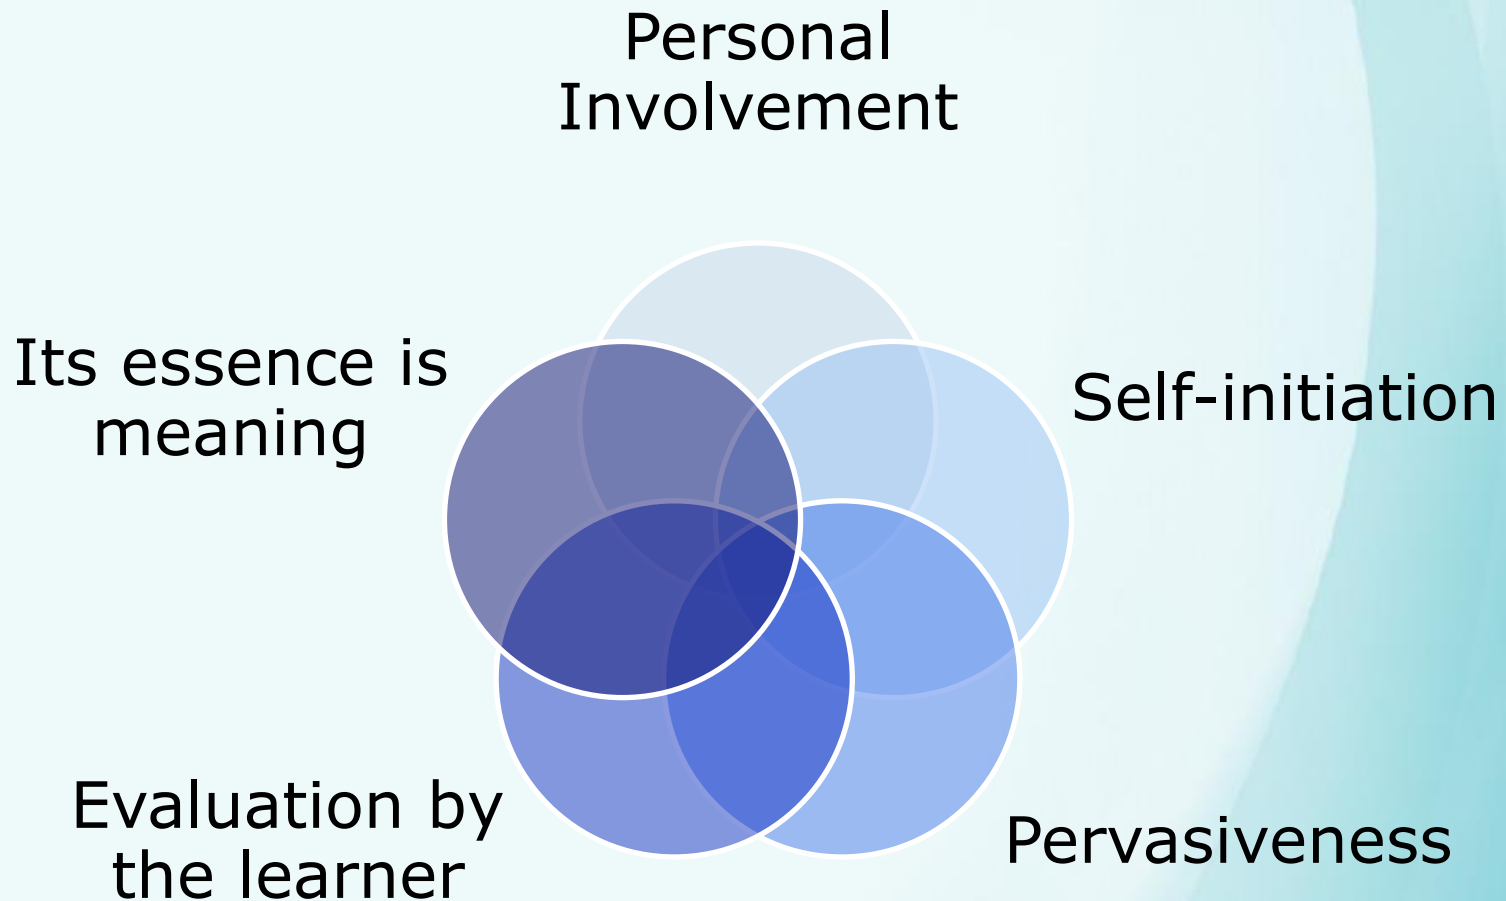 Personal
Involvement
Its essence is
meaning
Self-initiation
Evaluation by
the learner
Pervasiveness